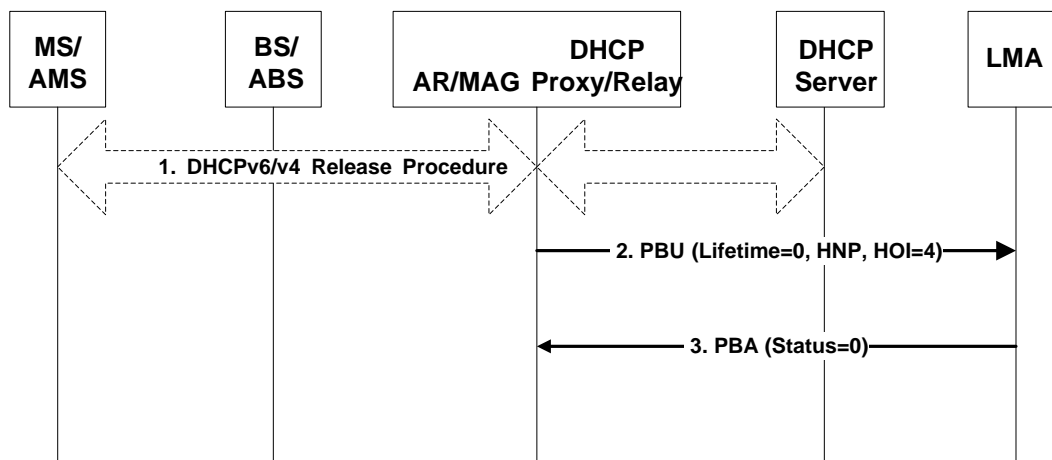 MS/
AMS
BS/
ABS
DHCP
AR/MAG Proxy/Relay
DHCP
Server
LMA
1. DHCPv6/v4 Release Procedure
2. PBU (Lifetime=0, HNP, HOI=4)
3. PBA (Status=0)